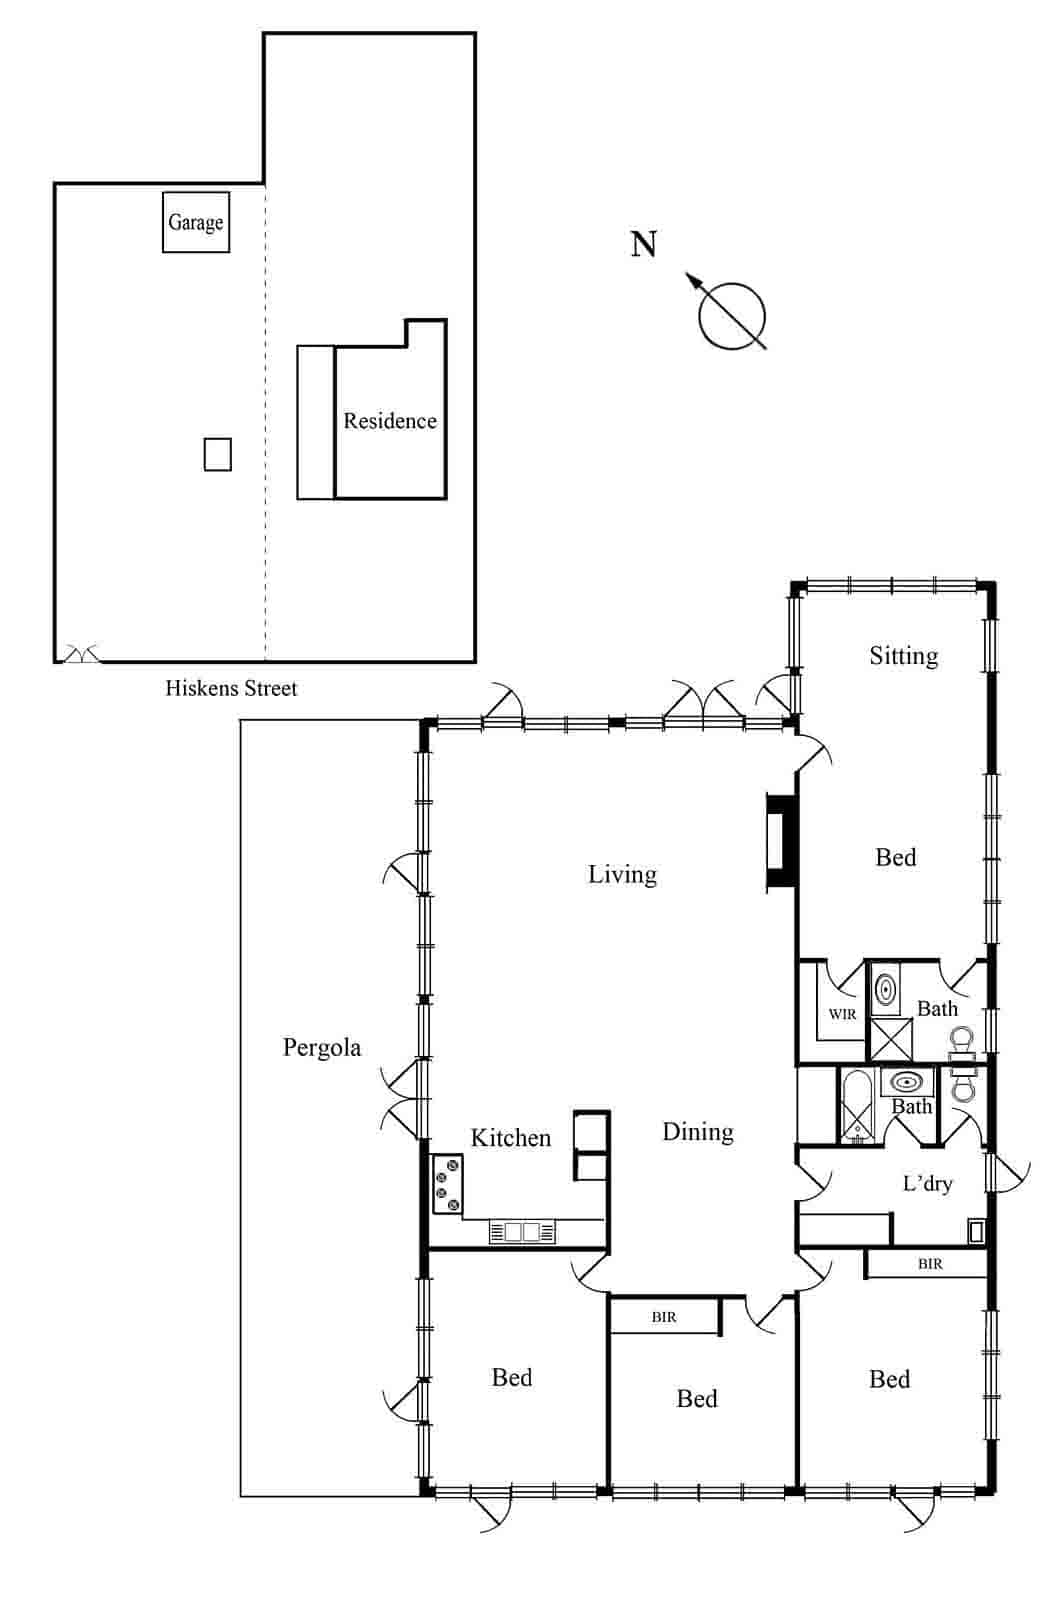 Garage
N
Residence
Hiskens Street
Sitting
Bed
Living
WIR
Bath
Pergola
Bath
Kitchen
Dining
L'dry
BIR
BIR
Bed
Bed
Bed